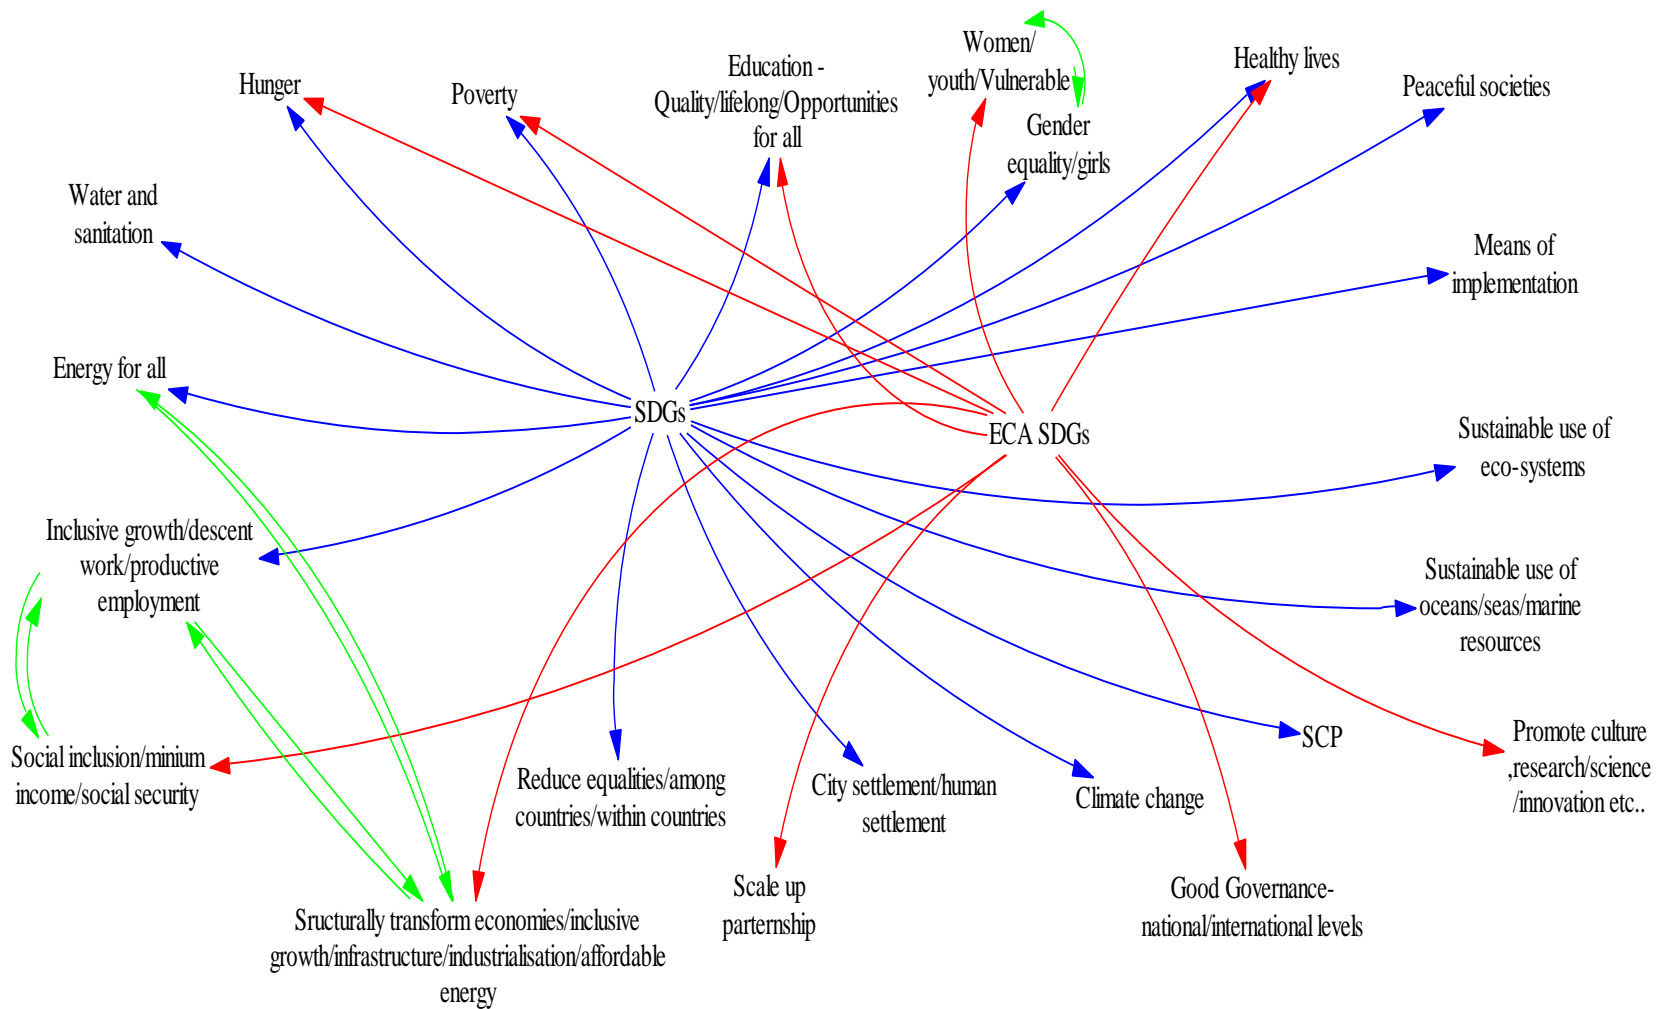 Women/
youth/Vulnerable
Healthy lives
Education -
Quality/lifelong/Opportunities
for all
Hunger
Poverty
Peaceful societies
Gender
equality/girls
Water and
sanitation
Means of
implementation
Energy for all
SDGs
ECA SDGs
Sustainable use of
eco-systems
Inclusive growth/descent
work/productive
employment
Sustainable use of
oceans/seas/marine
resources
Social inclusion/minium
income/social security
Reduce equalities/among
countries/within countries
City settlement/human
settlement
Climate change
SCP
Promote culture
,research/science
/innovation etc..
Scale up
parternship
Good Governance-
national/international levels
Sructurally transform economies/inclusive
growth/infrastructure/industrialisation/affordable
energy